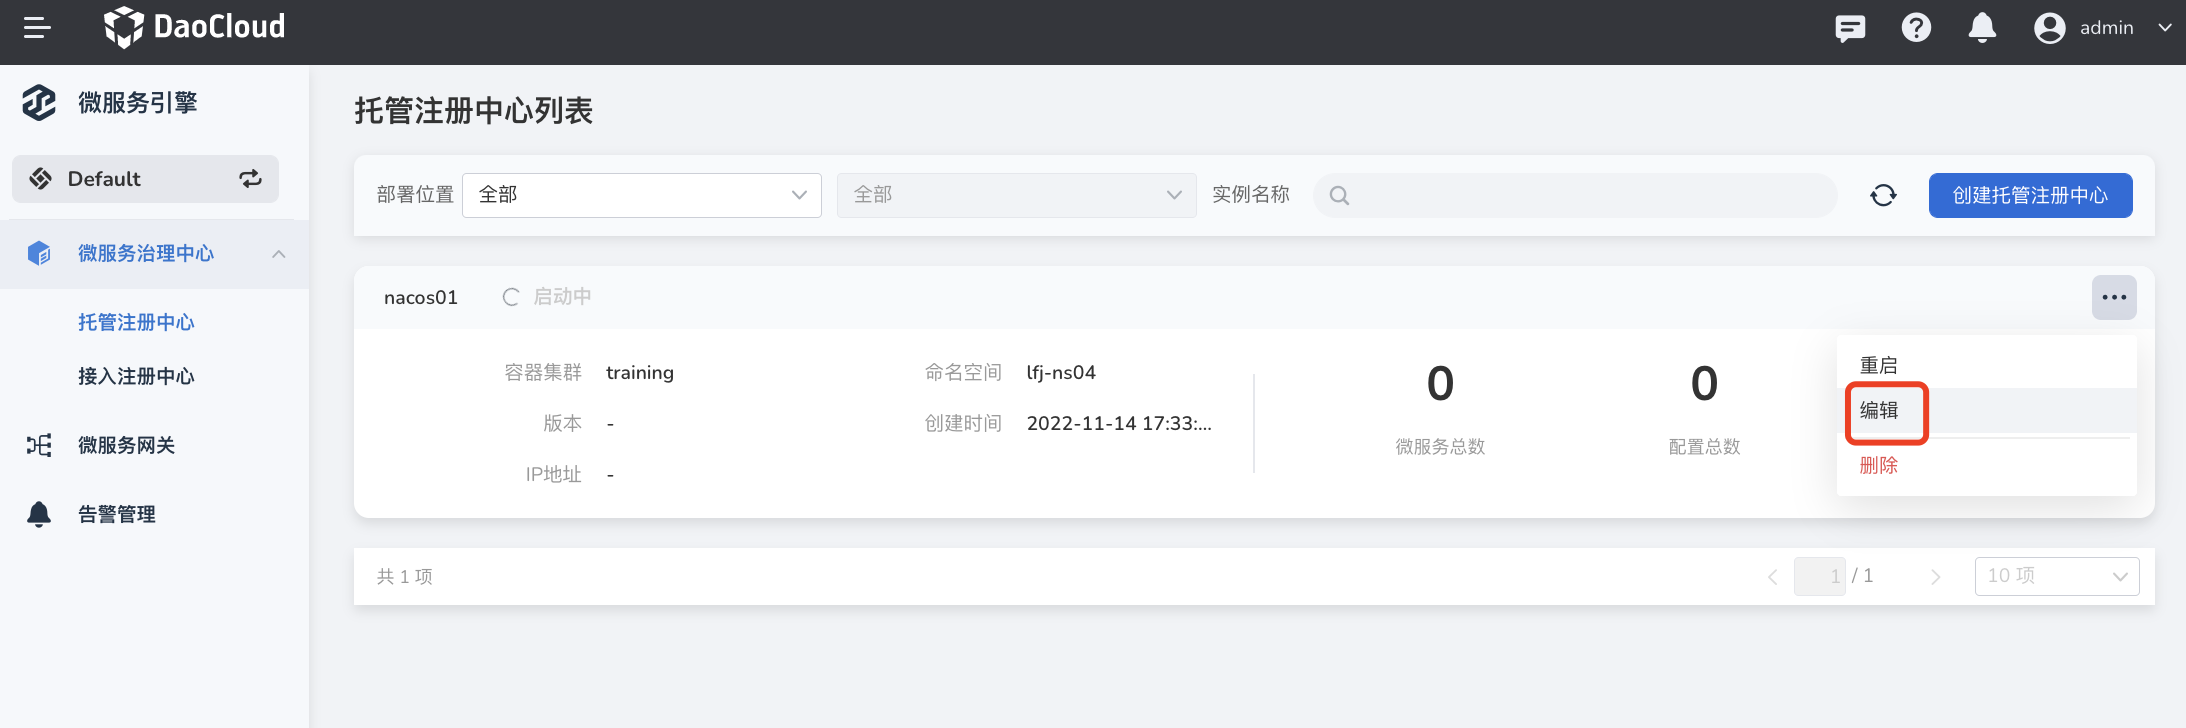 DaoCloud
admin
微服务引擎
Default
微服务治理中心
托管注册中心
接入注册中心
微服务网关
告警管理
托管注册中心列表
部署位置
全部
全部
实例名称
创建托管注册中心
nacos01
启动中
容器集群
training
命名空间
lfj-ns04
版本
-
创建时间
2022-11-14 17:33:...
IP地址
-
0
微服务总数
0
配置总数
重启
编辑
删除
共 1 项
1 / 1
10 项